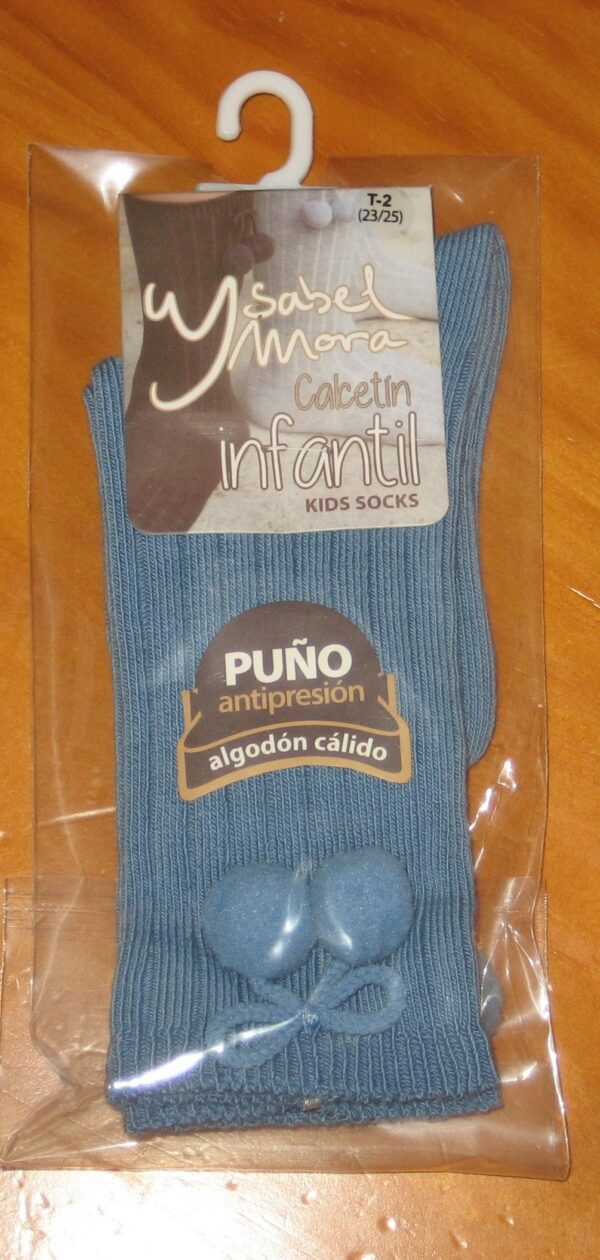 T-2
(23/25)
Ysabel
Mora
Calcetín
infantil
KIDS SOCKS
PUÑO
antipresión
algodón cálido